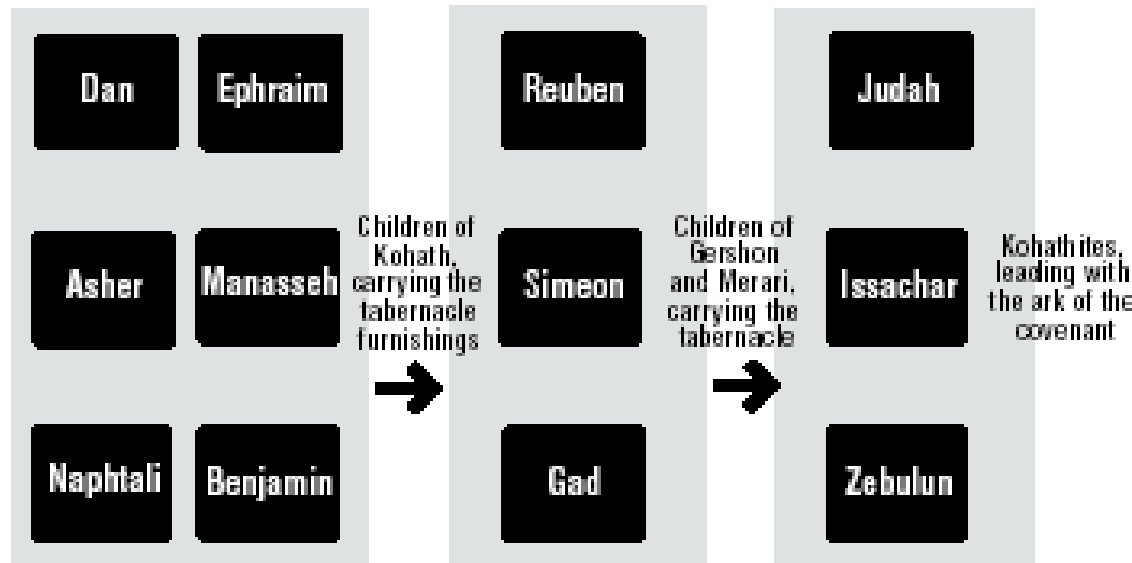 Dan
Ephraim
Reuben
Judah
Children of
Kohath,
carrying the
tabernacle
furnishings
Children of
Gershon
and Merari,
carrying the
tabernacle
Kohathites,
leading with
the ark of the
covenant
Asher
Manasseh
Simeon
Issachar
Naphtali
Benjamin
Gad
Zebulun